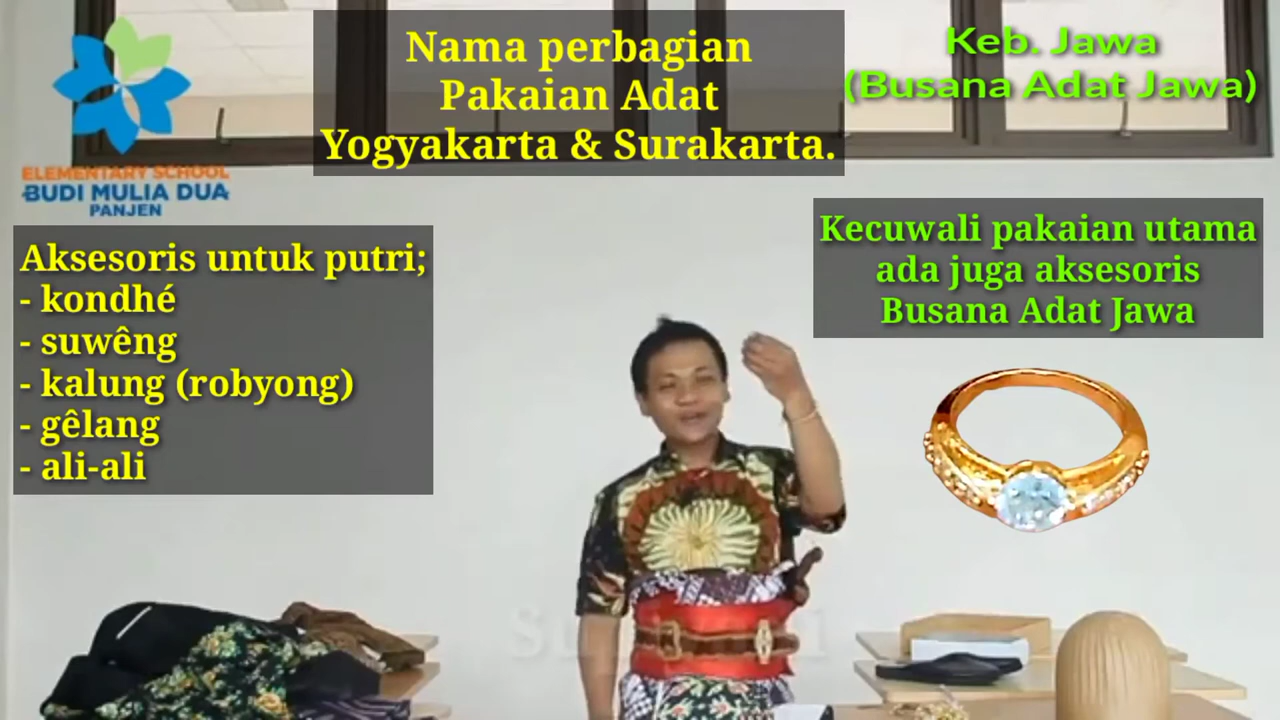 Nama perbagian
Pakaian Adat
Yogyakarta & Surakarta.
Keb. Jawa
(Busana Adat Jawa)
ELEMENTARY SCHOOL
BUDI MULIA DUA
PANJEN
Aksesoris untuk putri;
- kondhé
- suwêng
- kalung (robyong)
- gêlang
- ali-ali
Kecuwali pakaian utama
ada juga aksesoris
Busana Adat Jawa